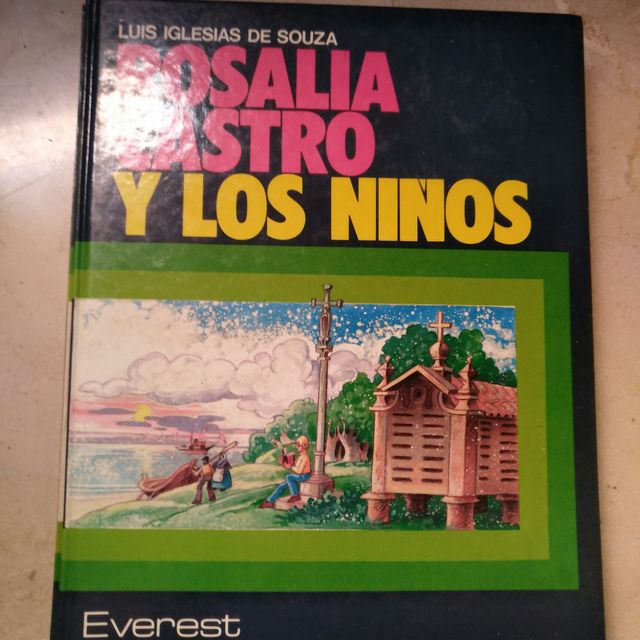 LUIS IGLESIAS DE SOUZA
ROSALIA
CASTRO
Y LOS NIÑOS
Everest